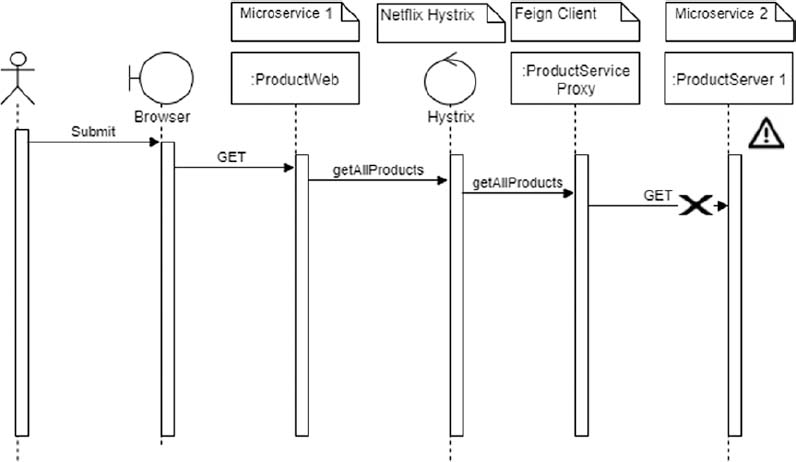 Microservice 1
Netflix Hystrix
Feign Client
Microservice 2
:ProductWeb
:ProductService
Proxy
:ProductServer 1
Browser
Hystrix
Submit
GET
getAllProducts
getAllProducts
GET